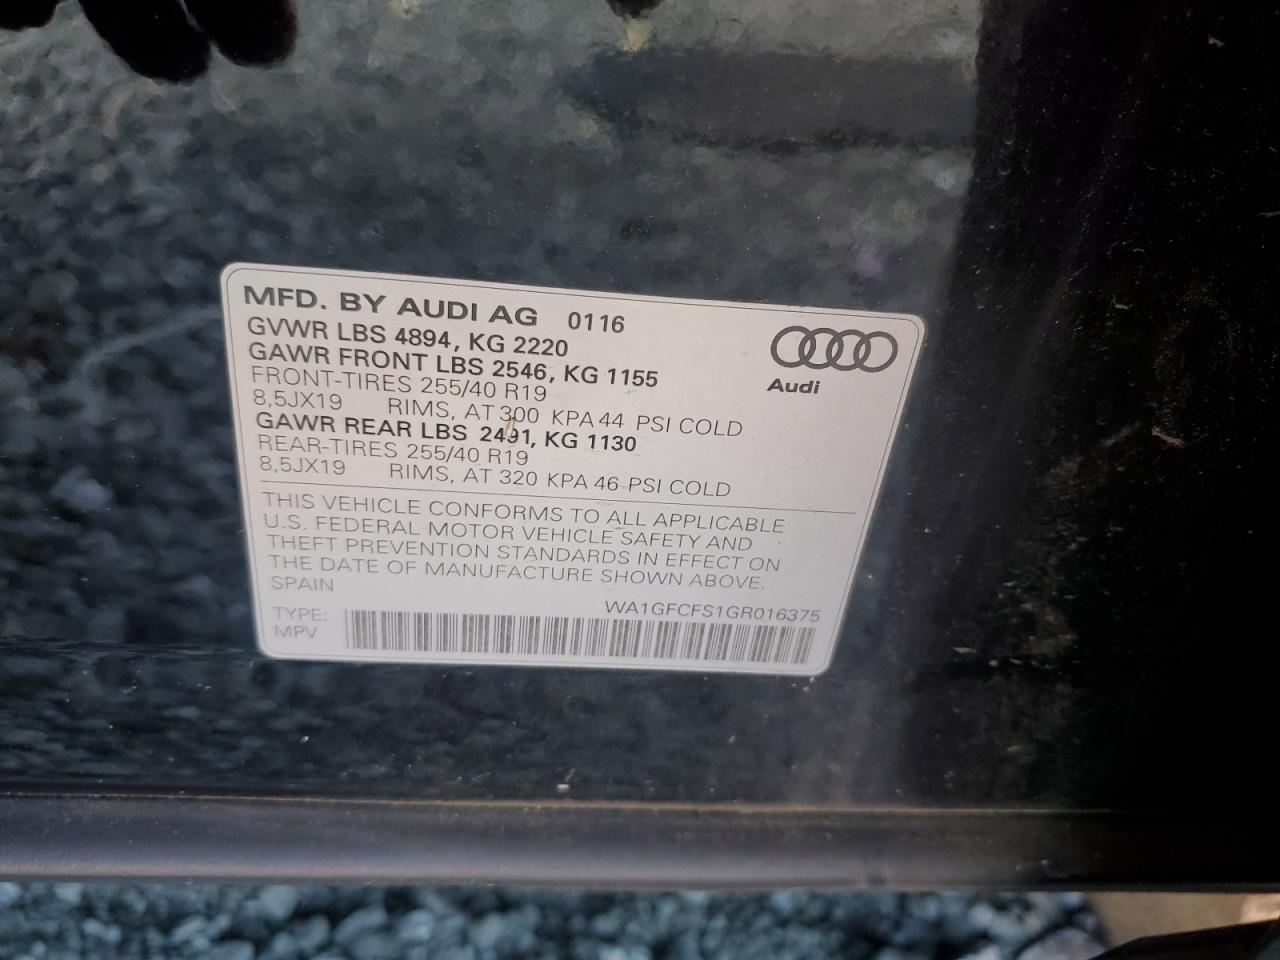 MFD. BY AUDI AG 0116
GVWR LBS 4894, KG 2220
GAWR FRONT LBS 2546, KG 1155
FRONT-TIRES 255/40 R19
8,5JX19 RIMS, AT 300 KPA 44 PSI COLD
GAWR REAR LBS 2491, KG 1130
REAR-TIRES 255/40 R19
8,5JX19 RIMS, AT 320 KPA 46 PSI COLD
Audi
THIS VEHICLE CONFORMS TO ALL APPLICABLE
U.S. FEDERAL MOTOR VEHICLE SAFETY AND
THEFT PREVENTION STANDARDS IN EFFECT ON
THE DATE OF MANUFACTURE SHOWN ABOVE.
SPAIN
WA1GFCFS1GR016375
TYPE:
MPV